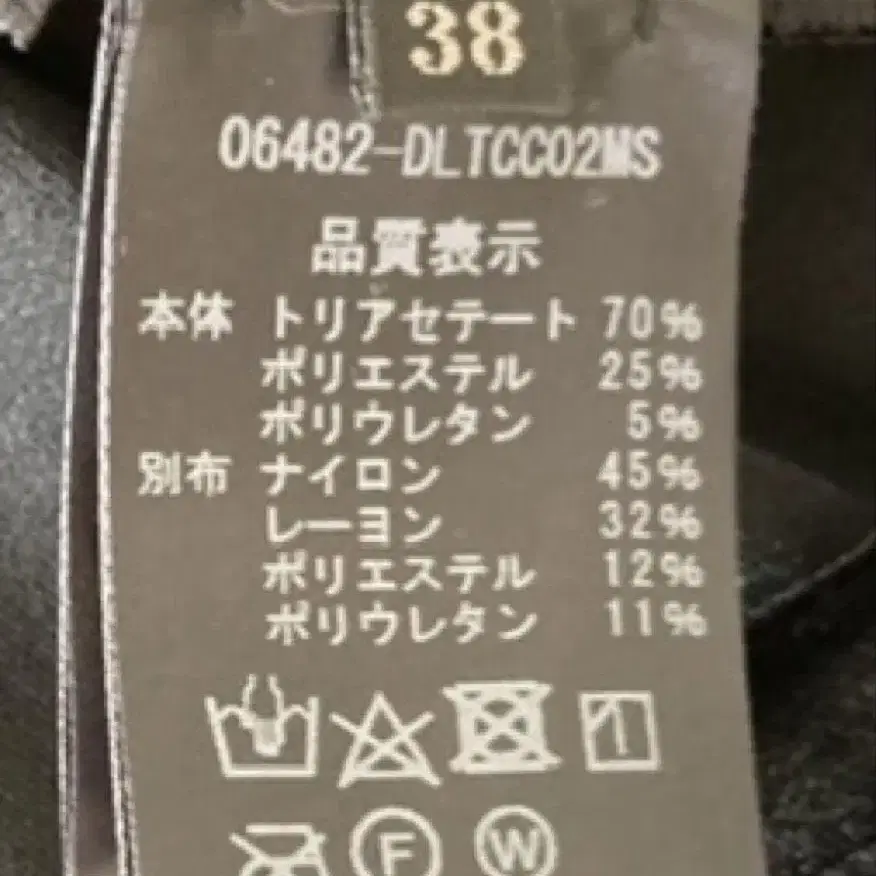 38
06482-DLTCC02MS
品質表示
本体 トリアセテート 70%
ポリエステル 25%
ポリウレタン 5%
別布 ナイロン 45%
レーヨン 32%
ポリエステル 12%
ポリウレタン 11%
F W